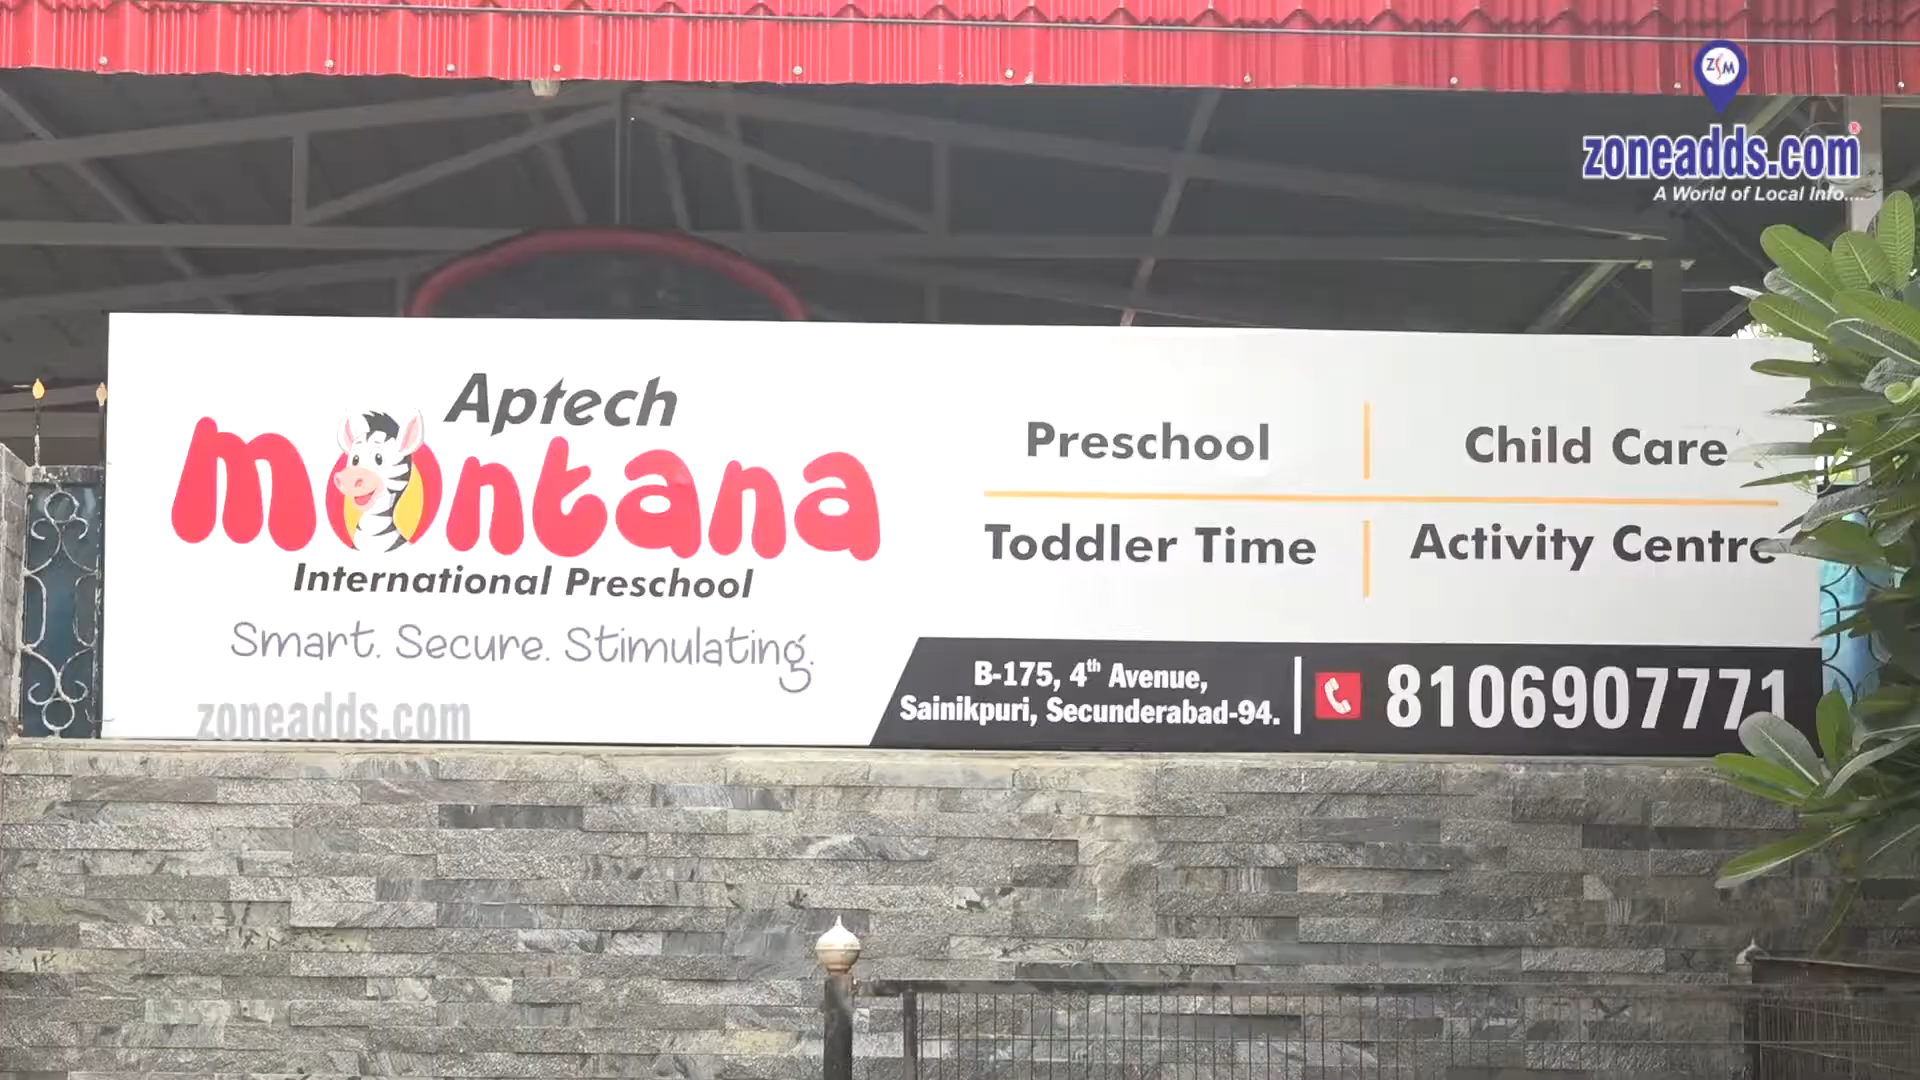 ZSM
zoneadds.com
A World of Local Info....
Aptech
montana
International Preschool
Smart. Secure. Stimulating.
zoneadds.com
Preschool
Child Care
Toddler Time
Activity Centre
B-175, 4th Avenue,
Sainikpuri, Secunderabad-94.
8106907771